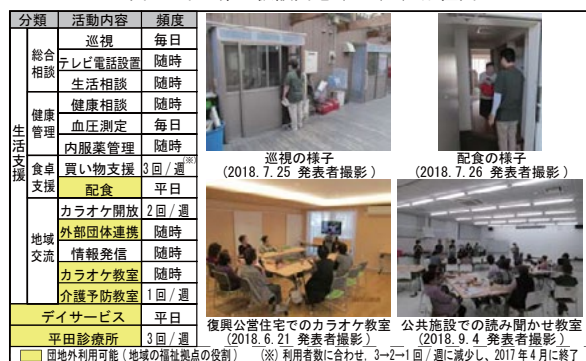 分類 活動内容 頻度
生活支援
総合相談
巡視 毎日
テレビ電話設置 随時
生活相談 随時
健康管理
健康相談 随時
血圧測定 毎日
内服薬管理 随時
食卓支援
買い物支援 3回/週(※)
配食 平日
地域交流
カラオケ開放 2回/週
外部団体連携 随時
情報発信 随時
カラオケ教室 随時
介護予防教室 1回/週
デイサービス 平日
平田診療所 3回/週
巡視の様子
(2018.7.25 発表者撮影)
配食の様子
(2018.7.26 発表者撮影)
復興公営住宅でのカラオケ教室
(2018.6.21 発表者撮影)
公共施設での読み聞かせ教室
(2018.9.4 発表者撮影)
団地外利用可能(地域の福祉拠点の役割) (※)利用者数に合わせ、3→2→1回/週に減少し、2017年4月に終了